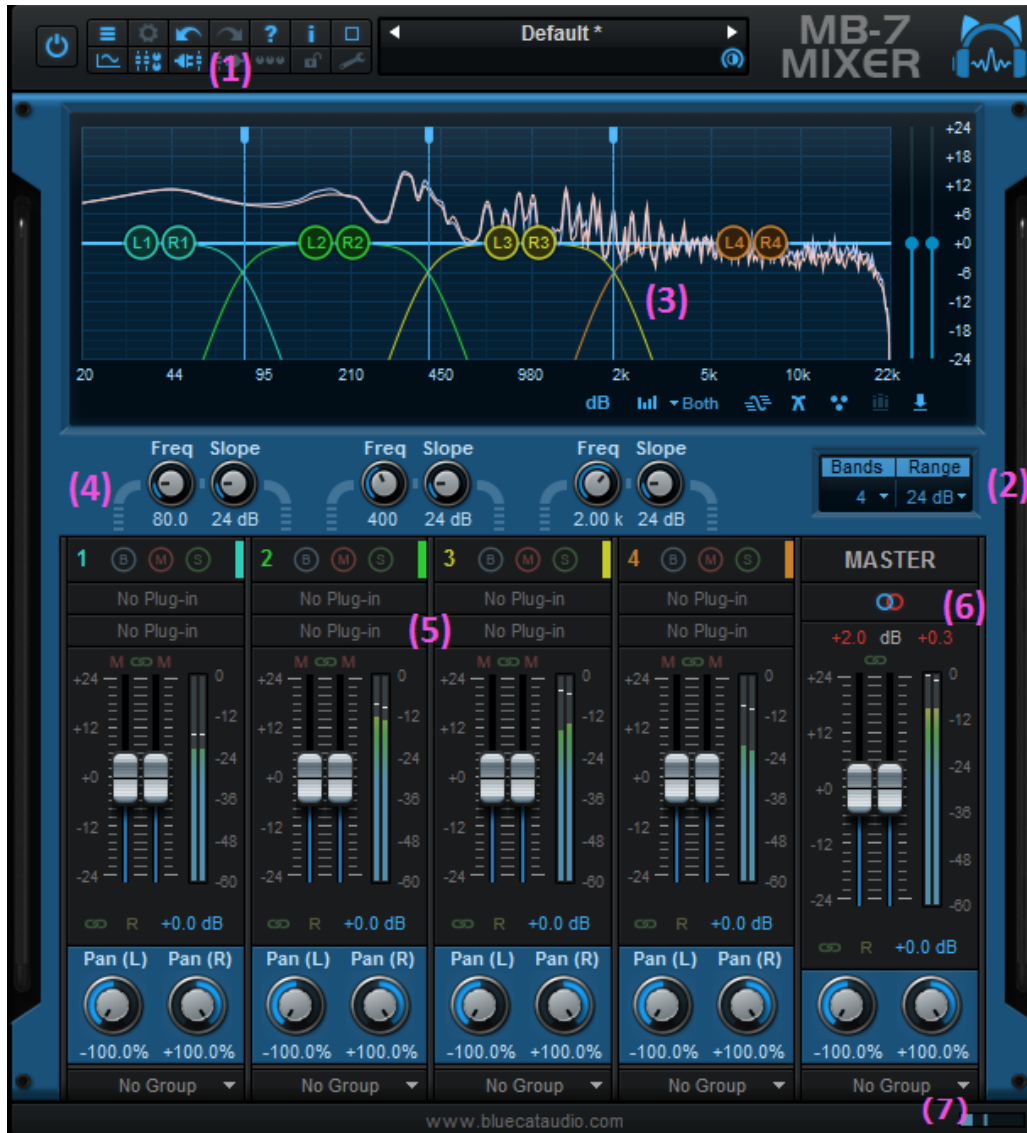 Default *
MB-7
MIXER
(1)
+24
+18
+12
+6
+0
-6
-12
-18
-24
L1 R1 L2 R2 L3 R3 L4 R4
(3)
20 44 95 210 450 980 2k 5k 10k 22k
dB Both
Freq Slope Freq Slope Freq Slope
(4)
80.0 24 dB 400 24 dB 2.00 k 24 dB
Bands Range
4 24 dB
(2)
1 B M S 2 B M S 3 B M S 4 B M S MASTER
No Plug-in No Plug-in No Plug-in No Plug-in
(6)
No Plug-in No Plug-in No Plug-in No Plug-in
(5)
+2.0 dB +0.3
M M M M M M M M
+24 0 +24 0 +24 0 +24 0 +24 0
+12 -12 +12 -12 +12 -12 +12 -12 +12 -12
-24 -24 -24 -24 -24
+0 -36 +0 -36 +0 -36 +0 -36 +0 -36
-12 -48 -12 -48 -12 -48 -12 -48 -12 -48
-24 -60 -24 -60 -24 -60 -24 -60 -24 -60
R +0.0 dB R +0.0 dB R +0.0 dB R +0.0 dB R +0.0 dB
Pan (L) Pan (R) Pan (L) Pan (R) Pan (L) Pan (R) Pan (L) Pan (R)
-100.0% +100.0% -100.0% +100.0% -100.0% +100.0% -100.0% +100.0% -100.0% +100.0%
No Group No Group No Group No Group No Group
(7)
www.bluecataudio.com